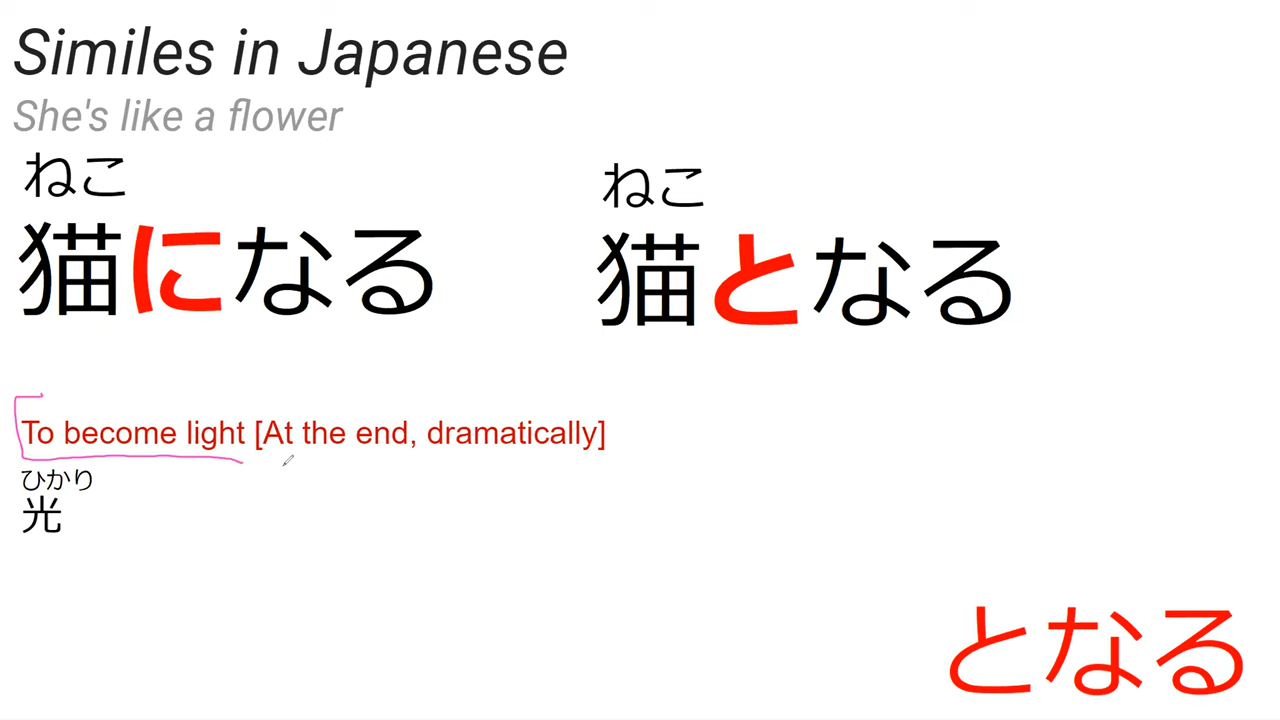 Similes in Japanese
She's like a flower
ねこ
猫になる
ねこ
猫となる
To become light [At the end, dramatically]
ひかり
光
となる